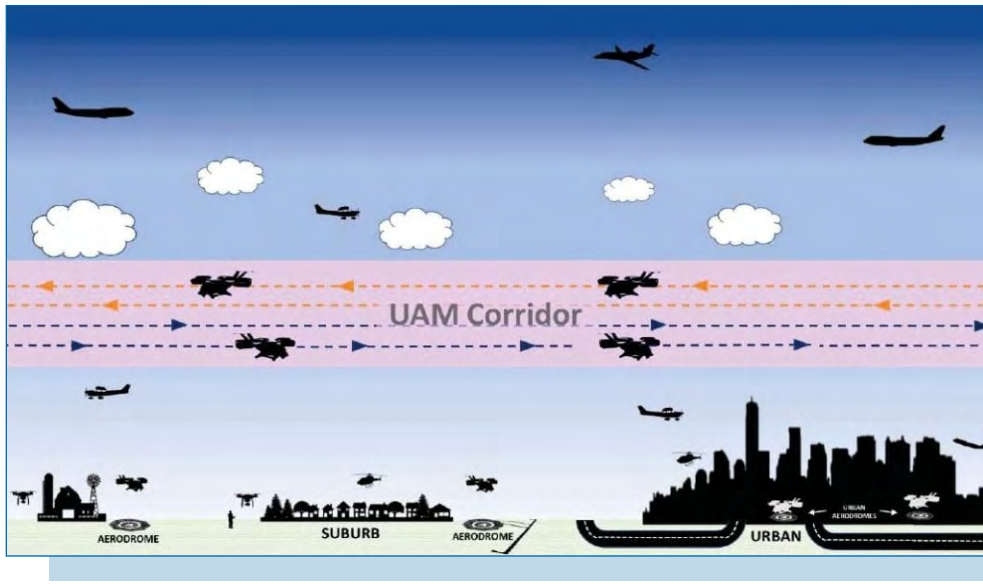 UAM Corridor
AERODROME
SUBURB
AERODROME
URBAN
URBAN
AERODROMES